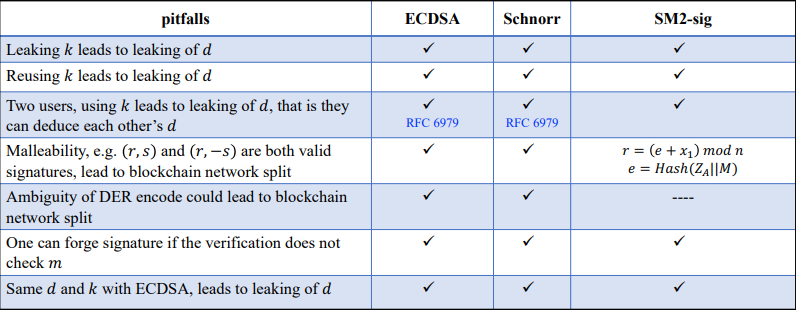 pitfalls ECDSA Schnorr SM2-sig
Leaking k leads to leaking of d ✓ ✓ ✓
Reusing k leads to leaking of d ✓ ✓ ✓
Two users, using k leads to leaking of d, that is they ✓ ✓ ✓
can deduce each other's d RFC 6979 RFC 6979
Malleability, e.g. (r, s) and (r, −s) are both valid ✓ ✓ r = (e + x₁) mod n
signatures, lead to blockchain network split e = Hash(Z_A||M)
Ambiguity of DER encode could lead to blockchain ✓ ✓ ----
network split
One can forge signature if the verification does not ✓ ✓ ✓
check m
Same d and k with ECDSA, leads to leaking of d ✓ ✓ ✓